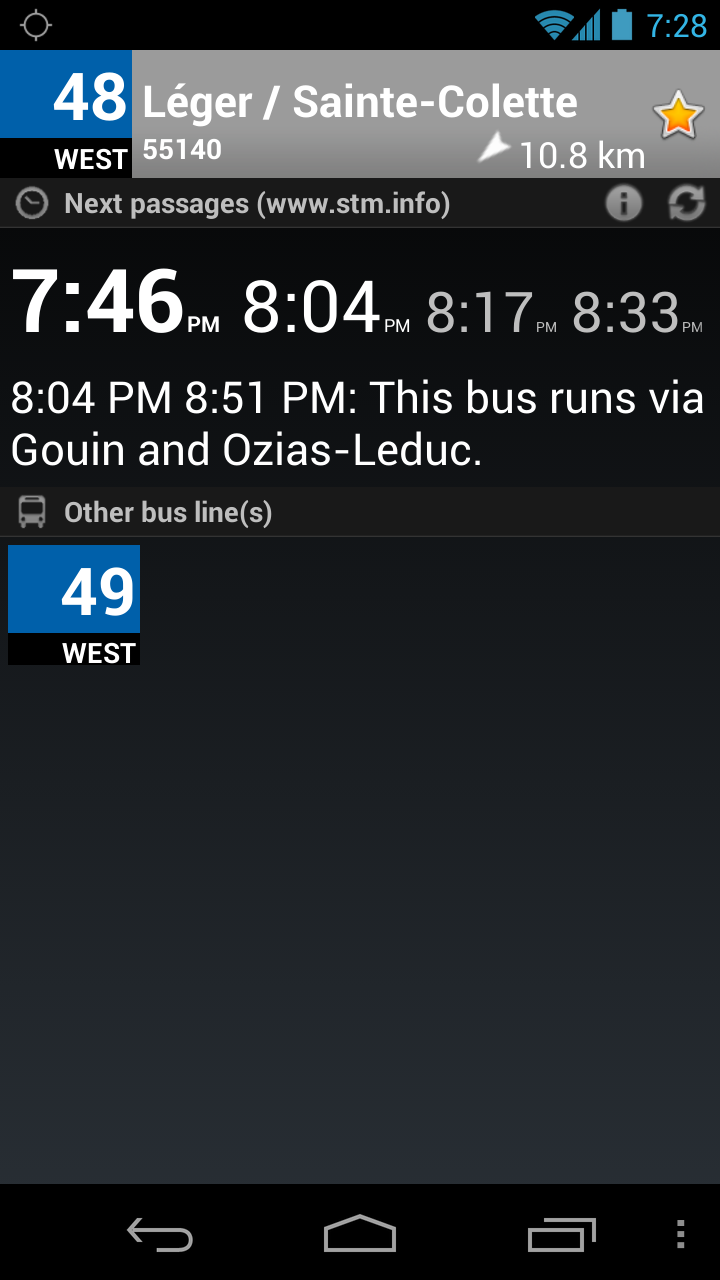 7:28
48 Léger / Sainte-Colette
WEST 55140 10.8 km
Next passages (www.stm.info)
7:46 PM 8:04 PM 8:17 PM 8:33 PM
8:04 PM 8:51 PM: This bus runs via
Gouin and Ozias-Leduc.
Other bus line(s)
49
WEST